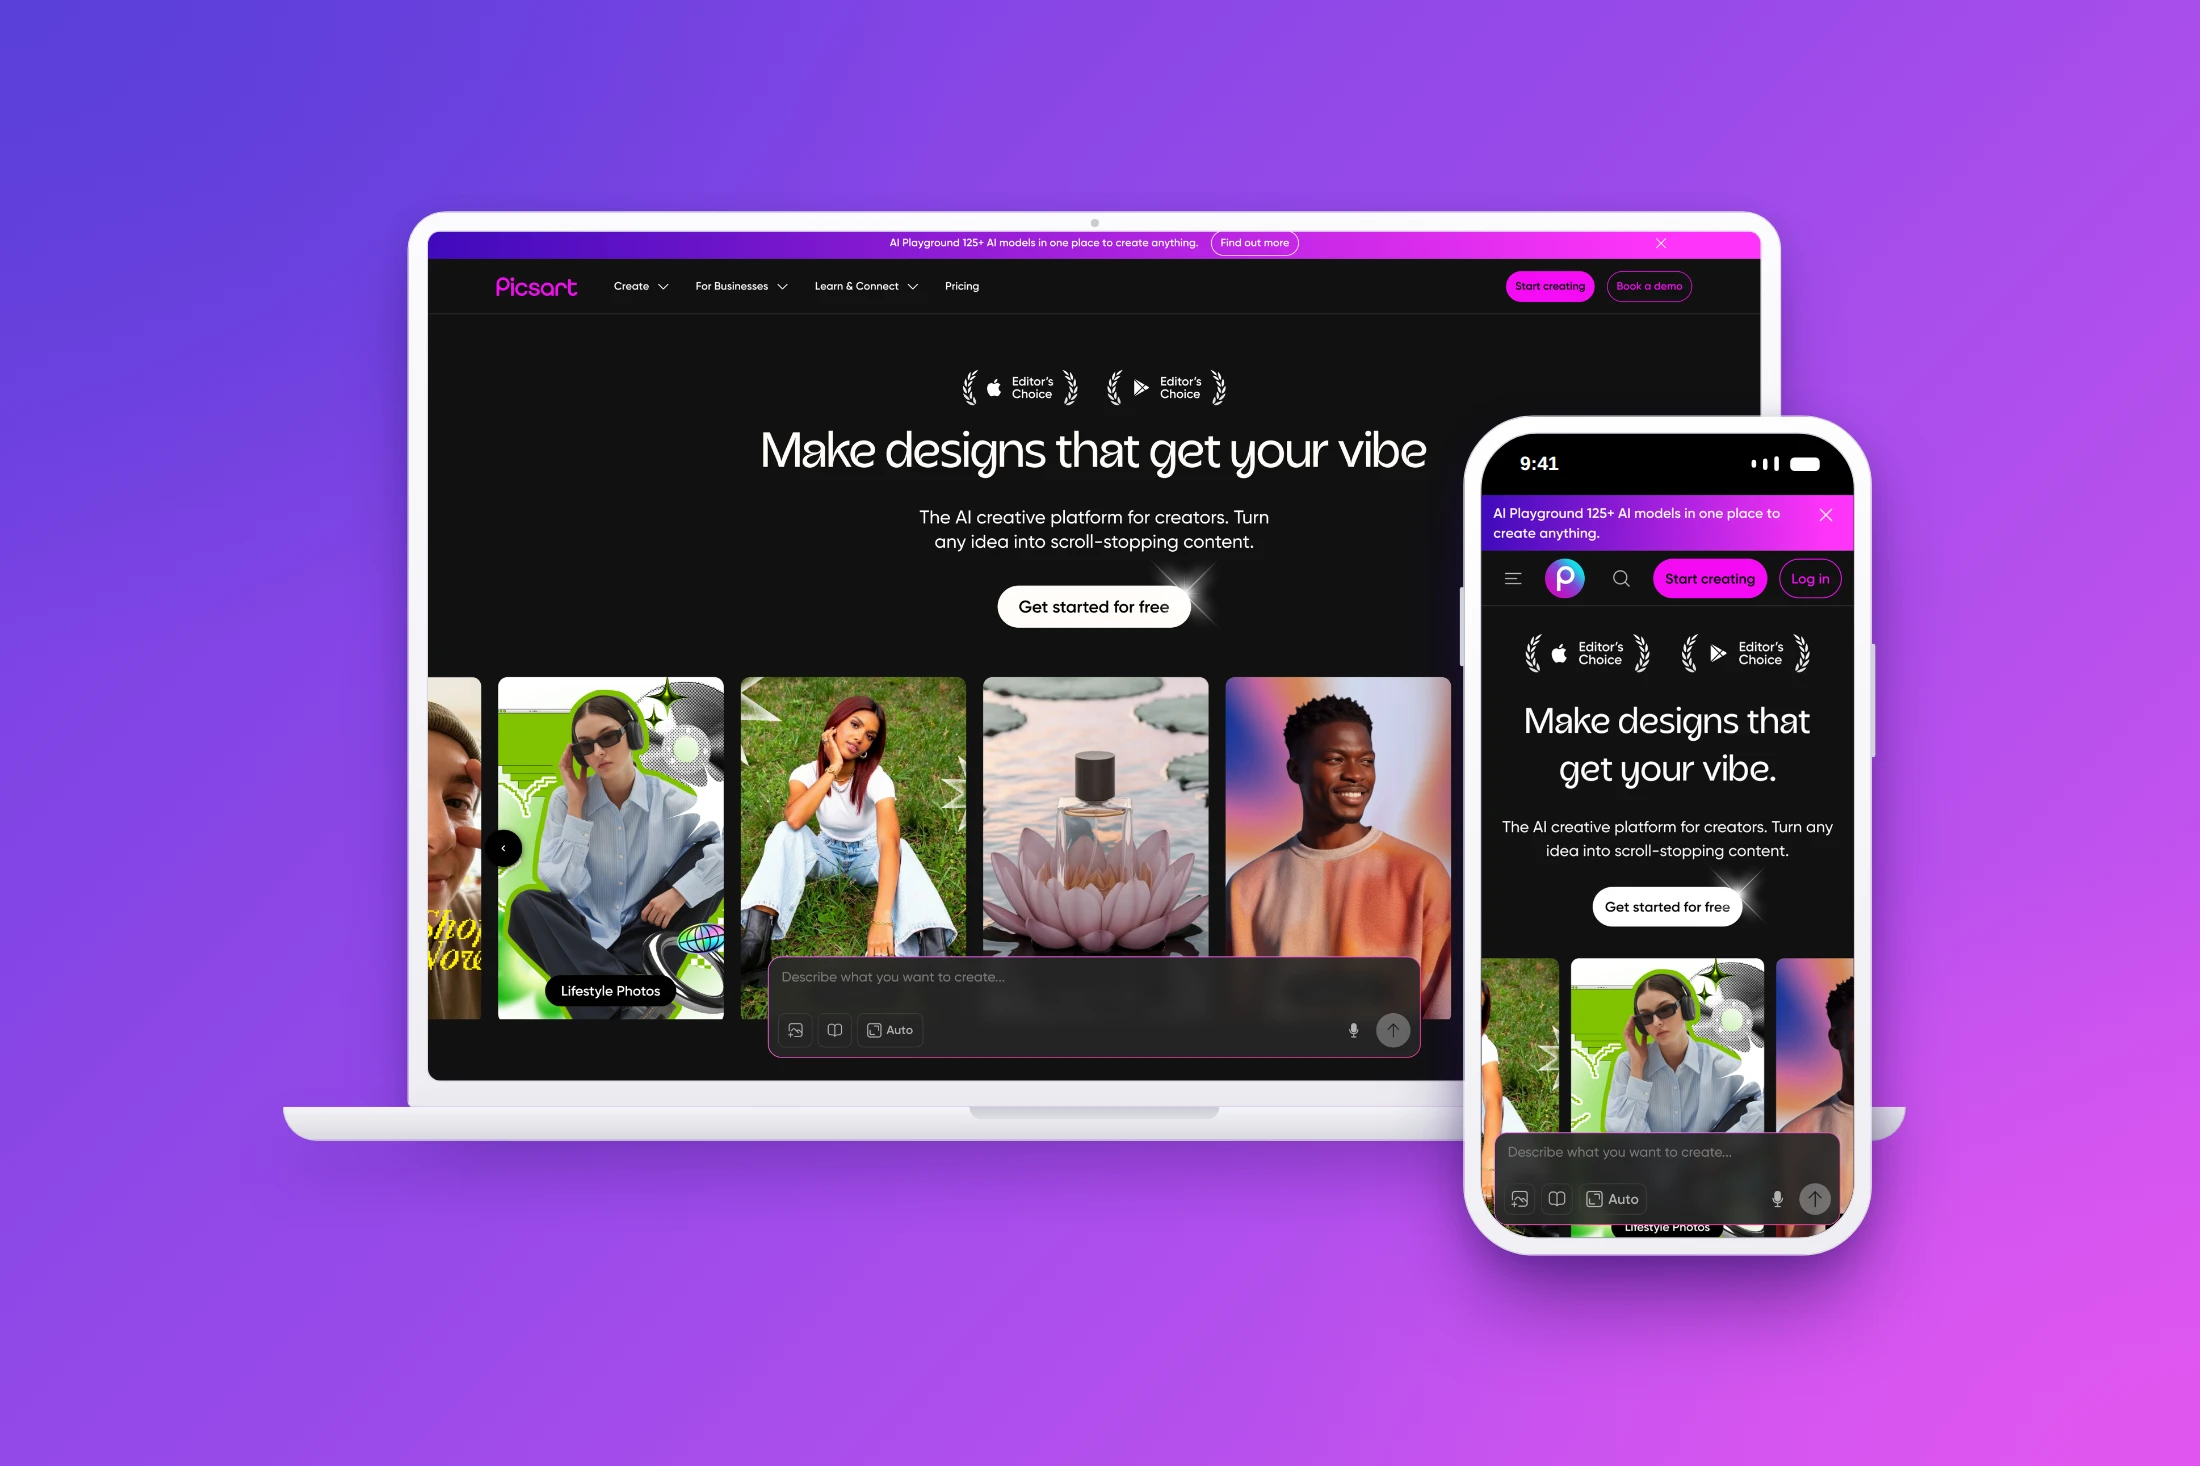 AI Playground 125+ AI models in one place to create anything.
Find out more
Picsart
Create
For Businesses
Learn & Connect
Pricing
Start creating
Book a demo
Editor's
Choice
Editor's
Choice
Make designs that get your vibe
The AI creative platform for creators. Turn
any idea into scroll-stopping content.
Get started for free
Lifestyle Photos
Describe what you want to create...
Auto
9:41
AI Playground 125+ AI models in one place to
create anything.
P
Start creating
Log in
Editor's
Choice
Editor's
Choice
Make designs that
get your vibe.
The AI creative platform for creators. Turn any
idea into scroll-stopping content.
Get started for free
Describe what you want to create...
Auto
Lifestyle Photos